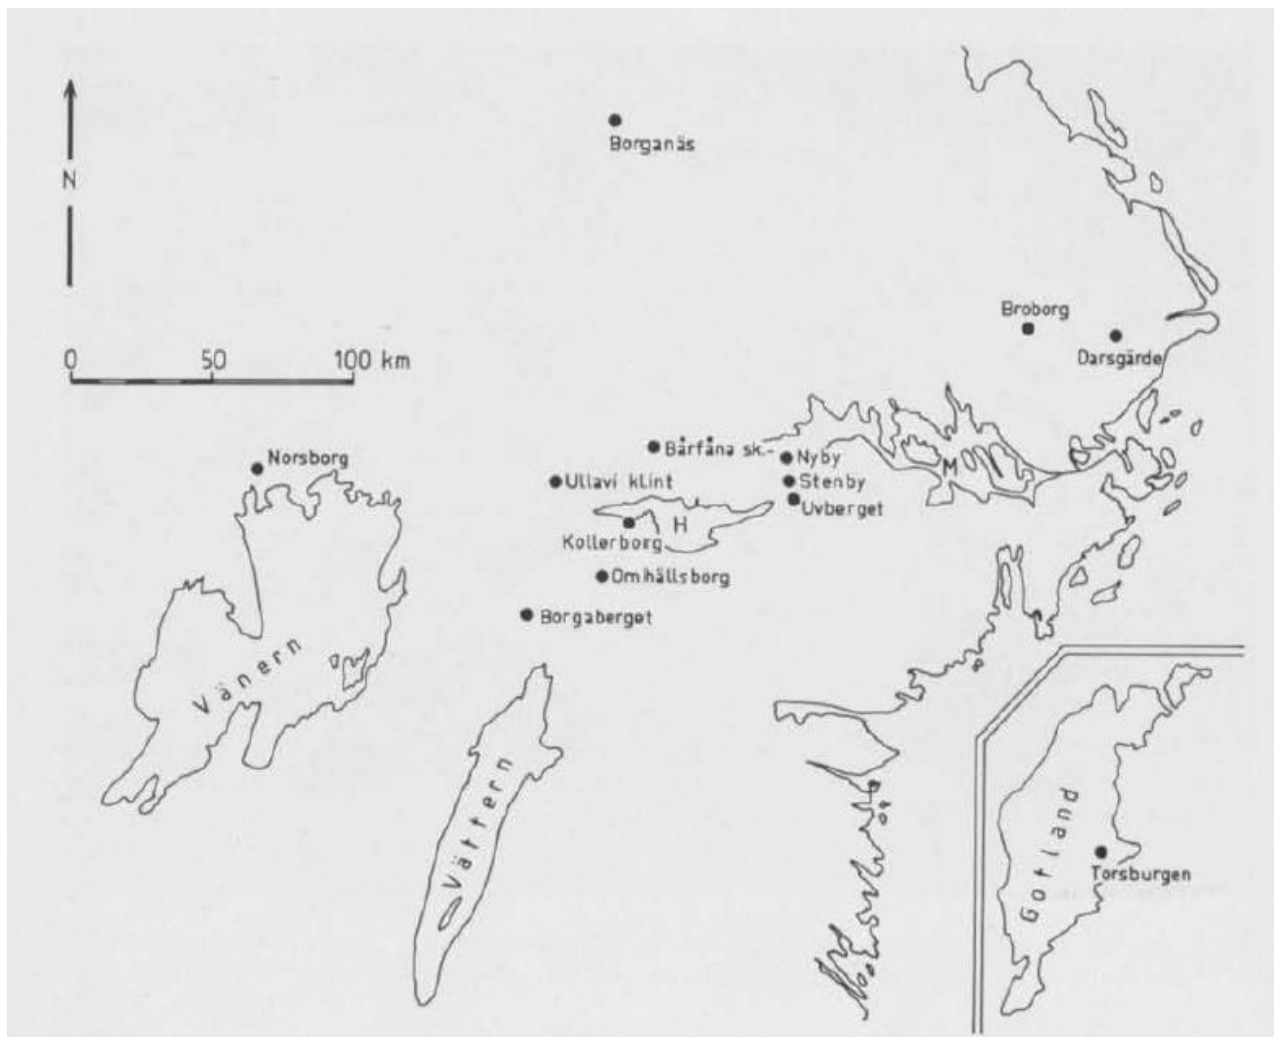 Borganäs
N
Broborg
0 50 100 km
Darsgärde
Norsborg
Bårfåna sk.
Nyby
M
Ullavi klint
Stenby
Uvberget
H
Kollerborg
Omhällsborg
Borgaberget
Vänern
Vättern
Gotland
Torsburgen